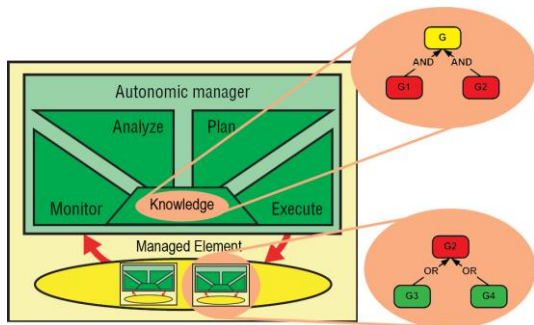 Autonomic manager
Analyze
Plan
Monitor
Knowledge
Execute
Managed Element
G
AND
AND
G1
G2
G2
OR
OR
G3
G4